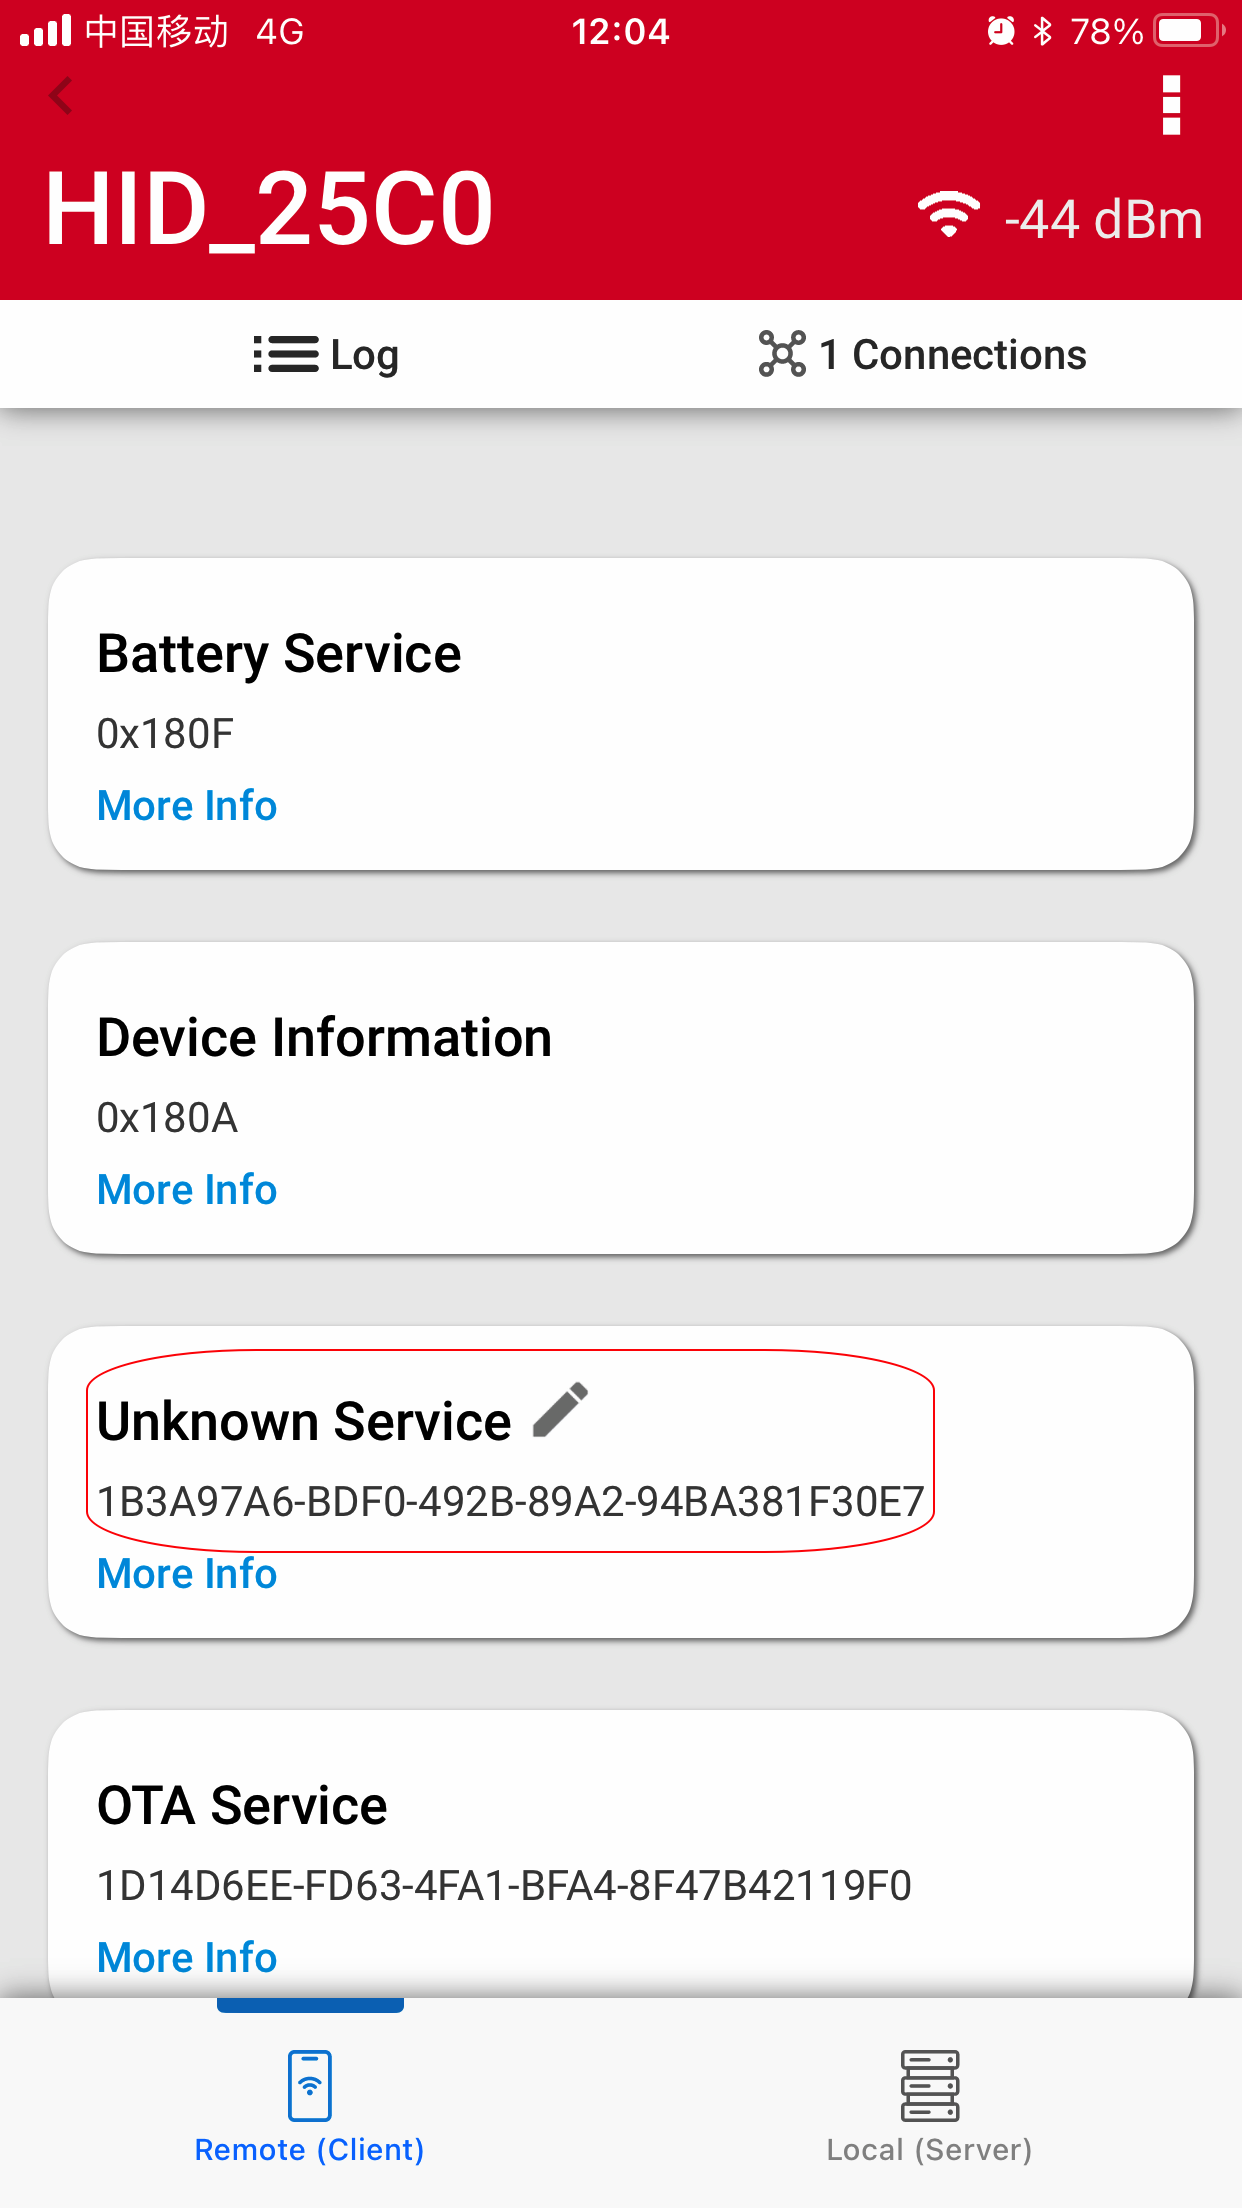 中国移动 4G 12:04 78%
HID_25C0
-44 dBm
Log 1 Connections
Battery Service
0x180F
More Info
Device Information
0x180A
More Info
Unknown Service
1B3A97A6-BDF0-492B-89A2-94BA381F30E7
More Info
OTA Service
1D14D6EE-FD63-4FA1-BFA4-8F47B42119F0
More Info
Remote (Client) Local (Server)